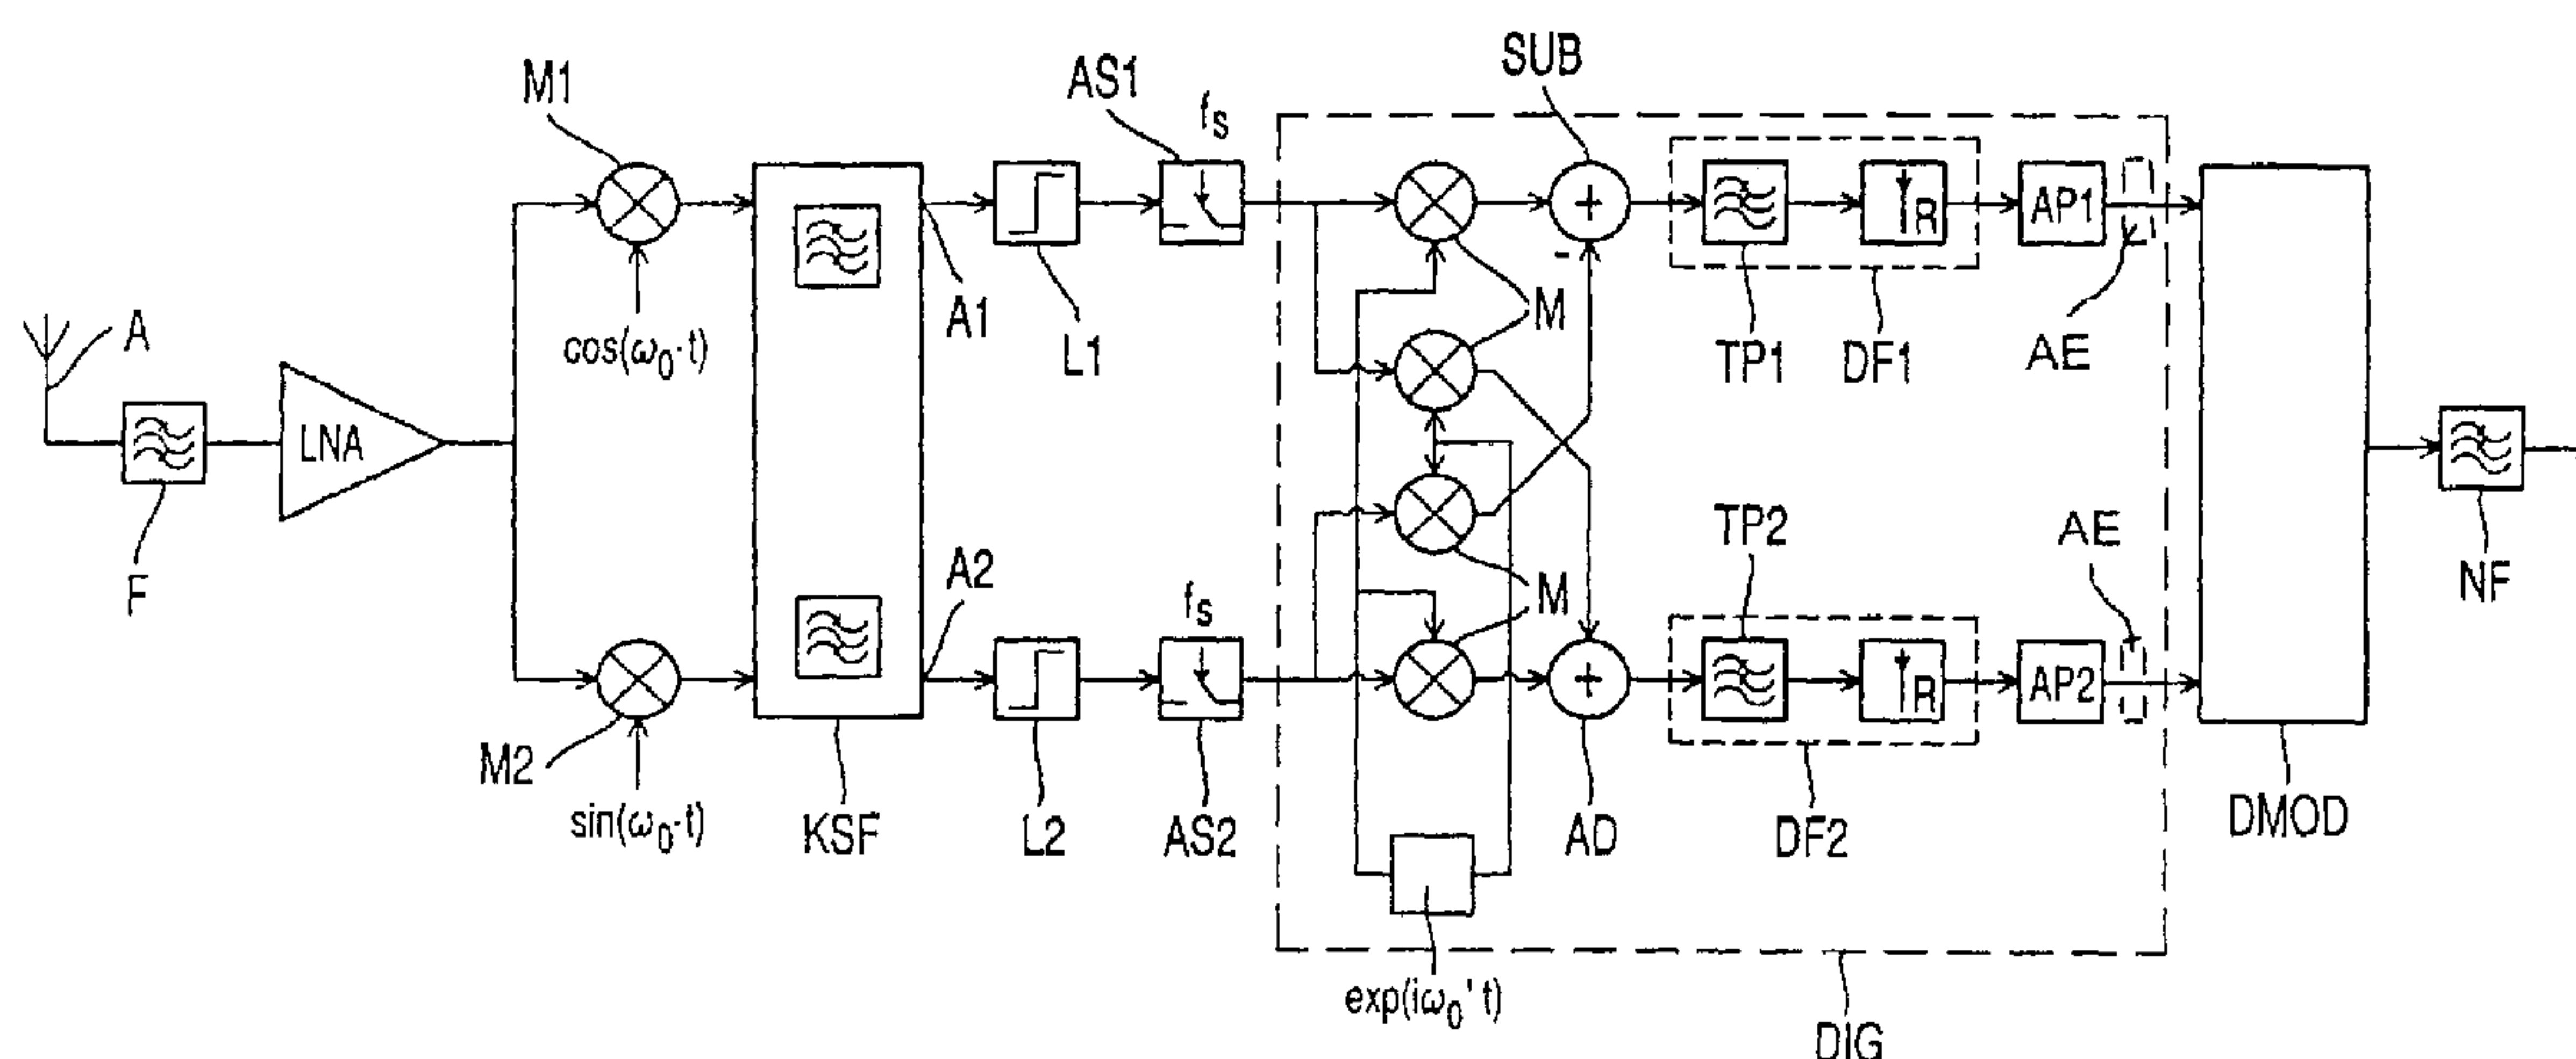 SUB
M1
AS1
fs
A
LNA
F
cos(ω0·t)
A1
L1
M
TP1
DF1
R
AP1
AE
M2
sin(ω0·t)
KSF
A2
L2
fs
AS2
M
AD
TP2
DF2
R
AP2
AE
DMOD
NF
-
+
+
exp(iω0' t)
DIG